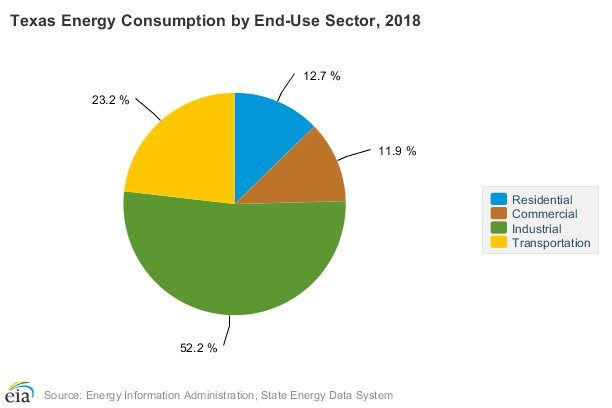 Texas Energy Consumption by End-Use Sector, 2018
12.7 %
23.2 %
11.9 %
Residential
Commercial
Industrial
Transportation
52.2 %
eia
Source: Energy Information Administration, State Energy Data System